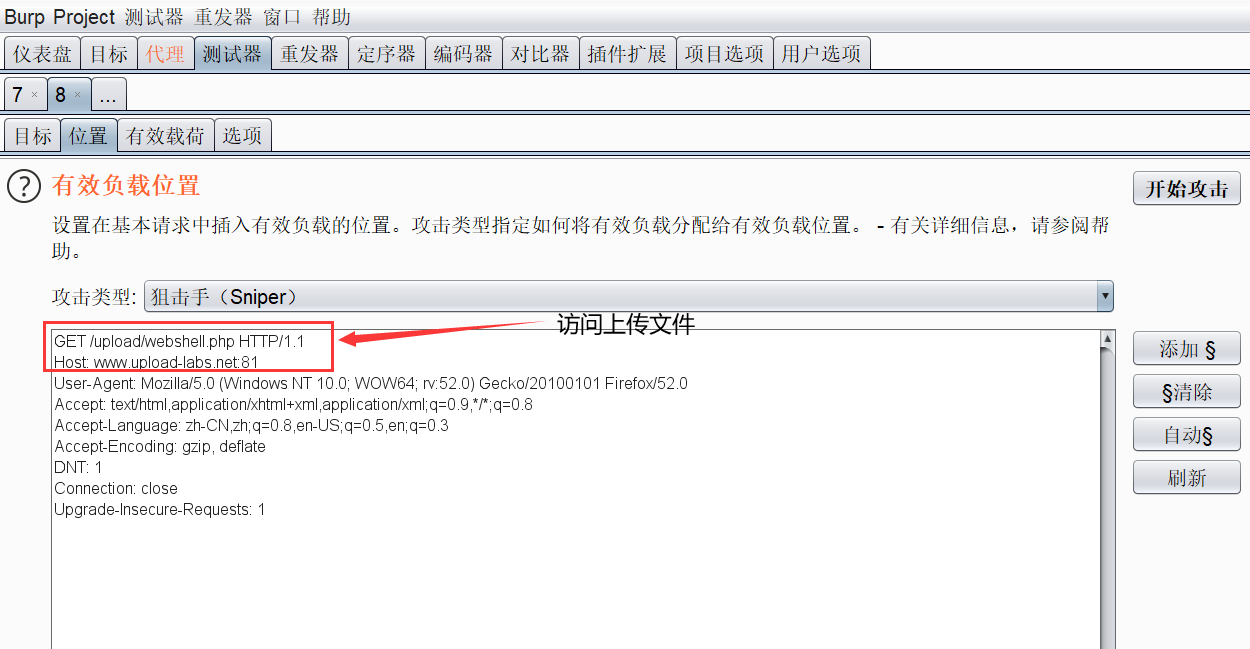 Burp Project 测试器 重发器 窗口 帮助
仪表盘 目标 代理 测试器 重发器 定序器 编码器 对比器 插件扩展 项目选项 用户选项
7 × 8 × ...
目标 位置 有效载荷 选项
? 有效负载位置
开始攻击
设置在基本请求中插入有效负载的位置。攻击类型指定如何将有效负载分配给有效负载位置。 - 有关详细信息，请参阅帮
助。
攻击类型: 狙击手（Sniper）
访问上传文件
GET /upload/webshell.php HTTP/1.1
Host: www.upload-labs.net:81
User-Agent: Mozilla/5.0 (Windows NT 10.0; WOW64; rv:52.0) Gecko/20100101 Firefox/52.0
Accept: text/html,application/xhtml+xml,application/xml;q=0.9,*/*;q=0.8
Accept-Language: zh-CN,zh;q=0.8,en-US;q=0.5,en;q=0.3
Accept-Encoding: gzip, deflate
DNT: 1
Connection: close
Upgrade-Insecure-Requests: 1
添加 §
§清除
自动§
刷新